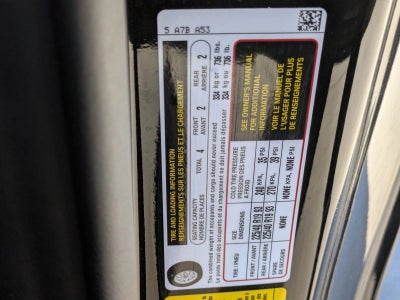 5 A7B A53
TIRE AND LOADING INFORMATION
RENSEIGNEMENTS SUR LES PNEUS ET LE CHARGEMENT
SEATING CAPACITY
NOMBRE DE PLACES
TOTAL 4
FRONT
AVANT 2
REAR
ARRIÈRE 2
The combined weight of occupants and cargo should never exceed 334 kg or 736 lbs.
Le poids total des occupants et du chargement ne doit jamais dépasser 334 kg ou 736 lb.
TIRE / PNEU
SIZE
DIMENSIONS
COLD TIRE PRESSURE
PRESSION DES PNEUS
À FROID
FRONT / AVANT 225/40 R19 93 240 KPA, 35 PSI
REAR / ARRIÈRE 225/40 R19 93 270 KPA, 39 PSI
SPARE
DE SECOURS NONE NONE KPA, NONE PSI
SEE OWNER'S MANUAL
FOR ADDITIONAL
INFORMATION
VOIR LE MANUEL DE
L'USAGER POUR PLUS
DE RENSEIGNEMENTS